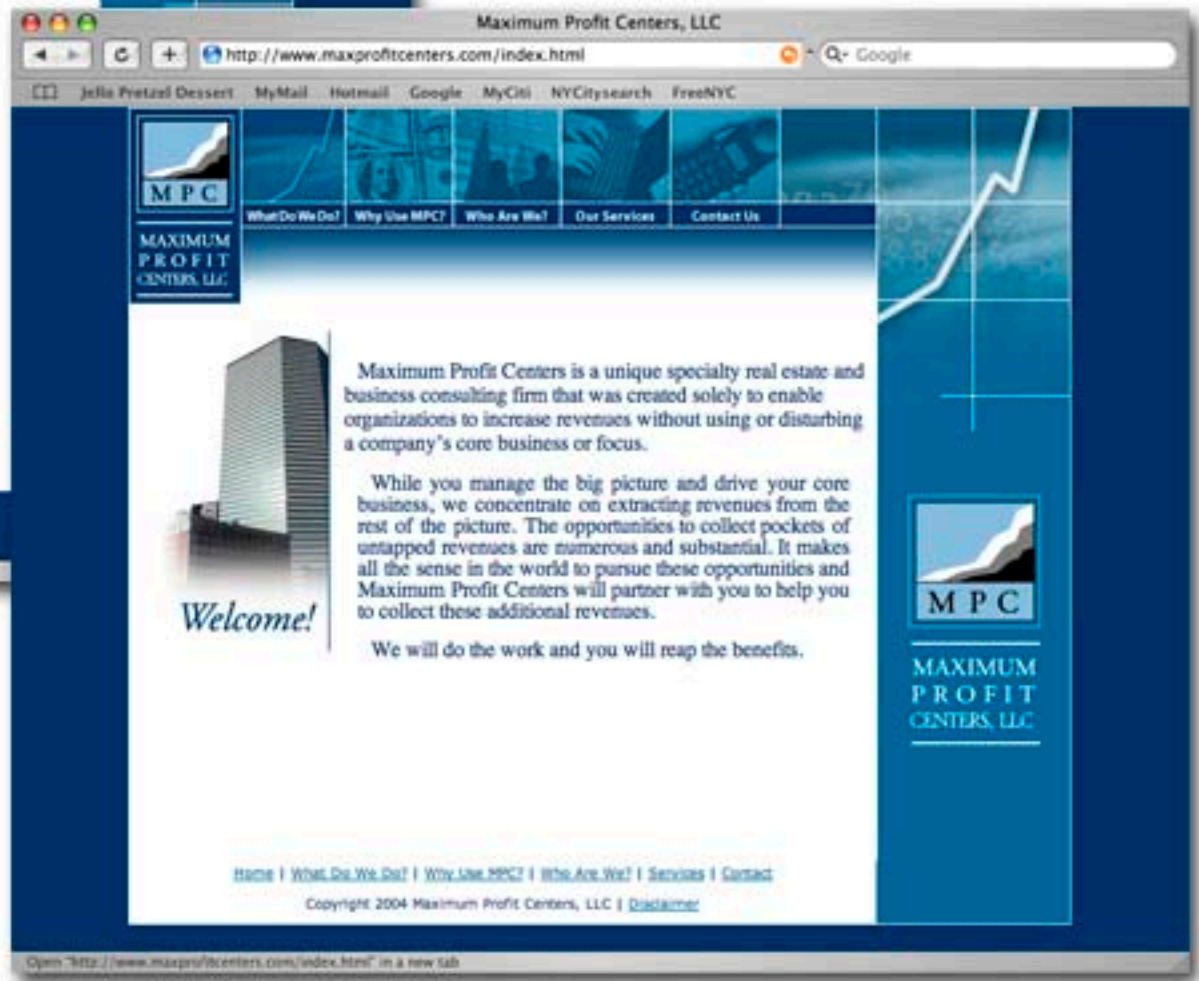 Maximum Profit Centers, LLC
http://www.maxprofitcenters.com/index.html
Google
Jello Pretzel Dessert MyMail Hotmail Google MyCiti NYCitysearch FreeNYC
MPC
MAXIMUM
PROFIT
CENTERS, LLC
What Do We Do? Why Use MPC? Who Are We? Our Services Contact Us
Maximum Profit Centers is a unique specialty real estate and
business consulting firm that was created solely to enable
organizations to increase revenues without using or disturbing
a company's core business or focus.
While you manage the big picture and drive your core
business, we concentrate on extracting revenues from the
rest of the picture. The opportunities to collect pockets of
untapped revenues are numerous and substantial. It makes
all the sense in the world to pursue these opportunities and
Maximum Profit Centers will partner with you to help you
to collect these additional revenues.
We will do the work and you will reap the benefits.
Welcome!
MPC
MAXIMUM
PROFIT
CENTERS, LLC
Home | What Do We Do? | Why Use MPC? | Who Are We? | Services | Contact
Copyright 2004 Maximum Profit Centers, LLC | Disclaimer
Open "http://www.maxprofitcenters.com/index.html" in a new tab